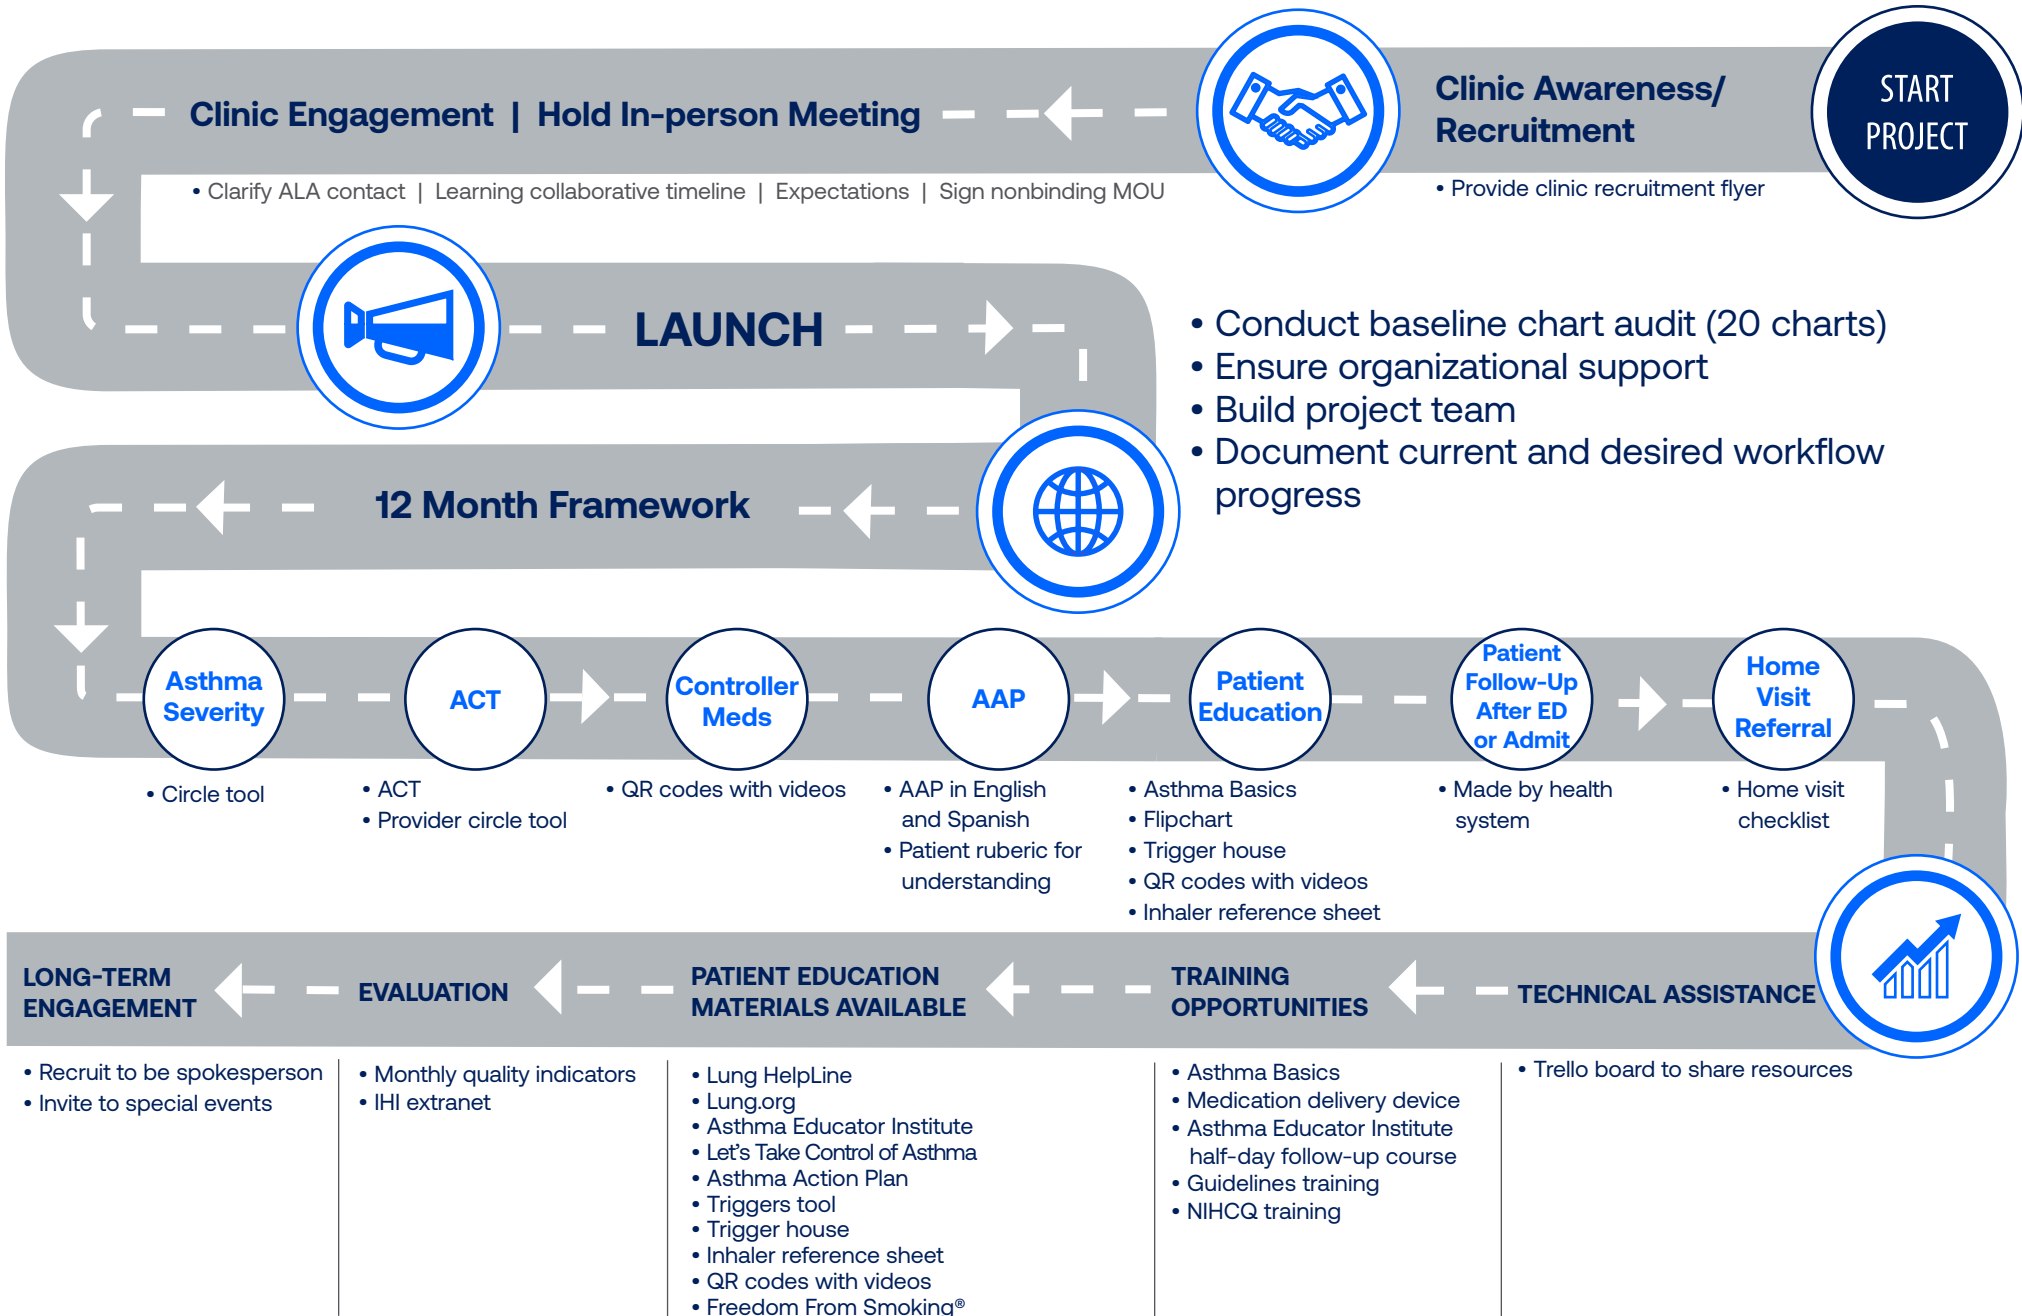 START
PROJECT
Clinic Awareness/
Recruitment
• Provide clinic recruitment flyer
Clinic Engagement | Hold In-person Meeting
• Clarify ALA contact | Learning collaborative timeline | Expectations | Sign nonbinding MOU
LAUNCH
• Conduct baseline chart audit (20 charts)
• Ensure organizational support
• Build project team
• Document current and desired workflow
progress
12 Month Framework
Asthma
Severity
• Circle tool
ACT
• ACT
• Provider circle tool
Controller
Meds
• QR codes with videos
AAP
• AAP in English
and Spanish
• Patient ruberic for
understanding
Patient
Education
• Asthma Basics
• Flipchart
• Trigger house
• QR codes with videos
• Inhaler reference sheet
Patient
Follow-Up
After ED
or Admit
• Made by health
system
Home
Visit
Referral
• Home visit
checklist
TECHNICAL ASSISTANCE
• Trello board to share resources
TRAINING
OPPORTUNITIES
• Asthma Basics
• Medication delivery device
• Asthma Educator Institute
half-day follow-up course
• Guidelines training
• NIHCQ training
PATIENT EDUCATION
MATERIALS AVAILABLE
• Lung HelpLine
• Lung.org
• Asthma Educator Institute
• Let's Take Control of Asthma
• Asthma Action Plan
• Triggers tool
• Trigger house
• Inhaler reference sheet
• QR codes with videos
• Freedom From Smoking®
EVALUATION
• Monthly quality indicators
• IHI extranet
LONG-TERM
ENGAGEMENT
• Recruit to be spokesperson
• Invite to special events